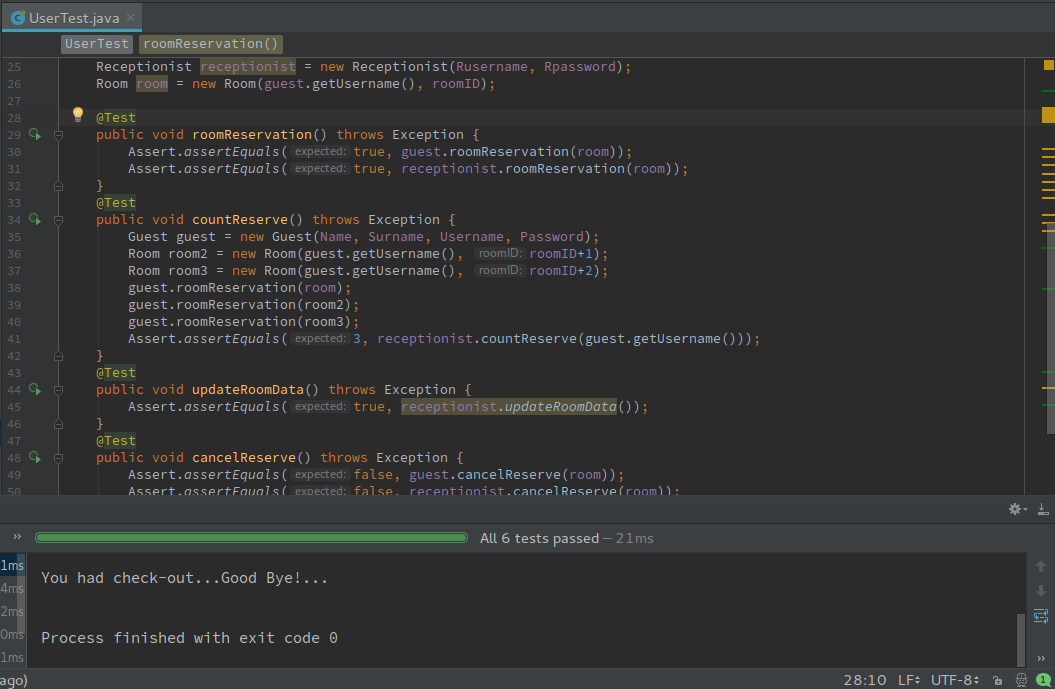 UserTest.java ×
UserTest roomReservation()
25 Receptionist receptionist = new Receptionist(Rusername, Rpassword);
26 Room room = new Room(guest.getUsername(), roomID);
27
28 @Test
29 public void roomReservation() throws Exception {
30 Assert.assertEquals( expected: true, guest.roomReservation(room));
31 Assert.assertEquals( expected: true, receptionist.roomReservation(room));
32 }
33 @Test
34 public void countReserve() throws Exception {
35 Guest guest = new Guest(Name, Surname, Username, Password);
36 Room room2 = new Room(guest.getUsername(), roomID: roomID+1);
37 Room room3 = new Room(guest.getUsername(), roomID: roomID+2);
38 guest.roomReservation(room);
39 guest.roomReservation(room2);
40 guest.roomReservation(room3);
41 Assert.assertEquals( expected: 3, receptionist.countReserve(guest.getUsername()));
42 }
43 @Test
44 public void updateRoomData() throws Exception {
45 Assert.assertEquals( expected: true, receptionist.updateRoomData());
46 }
47 @Test
48 public void cancelReserve() throws Exception {
49 Assert.assertEquals( expected: false, guest.cancelReserve(room));
50 Assert.assertEquals( expected: false, receptionist.cancelReserve(room));
» All 6 tests passed – 21ms
1ms
You had check-out...Good Bye!...
4ms
2ms
0ms
Process finished with exit code 0
1ms
»
ago) 28:10 LF UTF-8 1